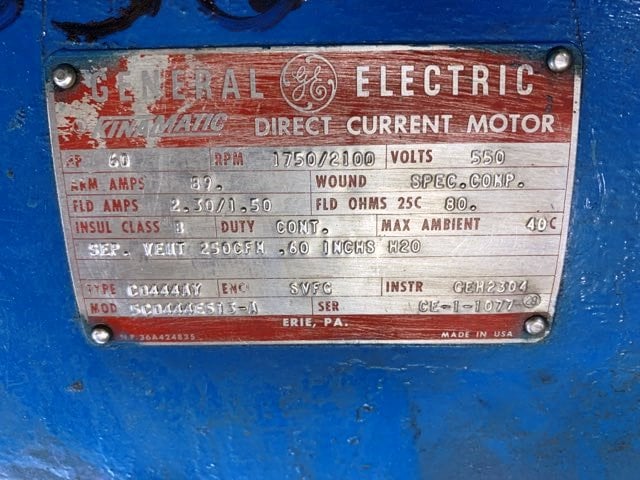 GENERAL GE ELECTRIC
KINAMATIC DIRECT CURRENT MOTOR
HP 60 RPM 1750/2100 VOLTS 550
ARM AMPS 89. WOUND SPEC.COMP.
FLD AMPS 2.30/1.50 FLD OHMS 25C 80.
INSUL CLASS B DUTY CONT. MAX AMBIENT 40C
SEP. VENT 250CFM .60 INCHS H2O
TYPE CD444AY ENC SVFG INSTR GEH2304
MOD SER CE-1-1077
ERIE, PA.
N.P. 36A424835 MADE IN USA